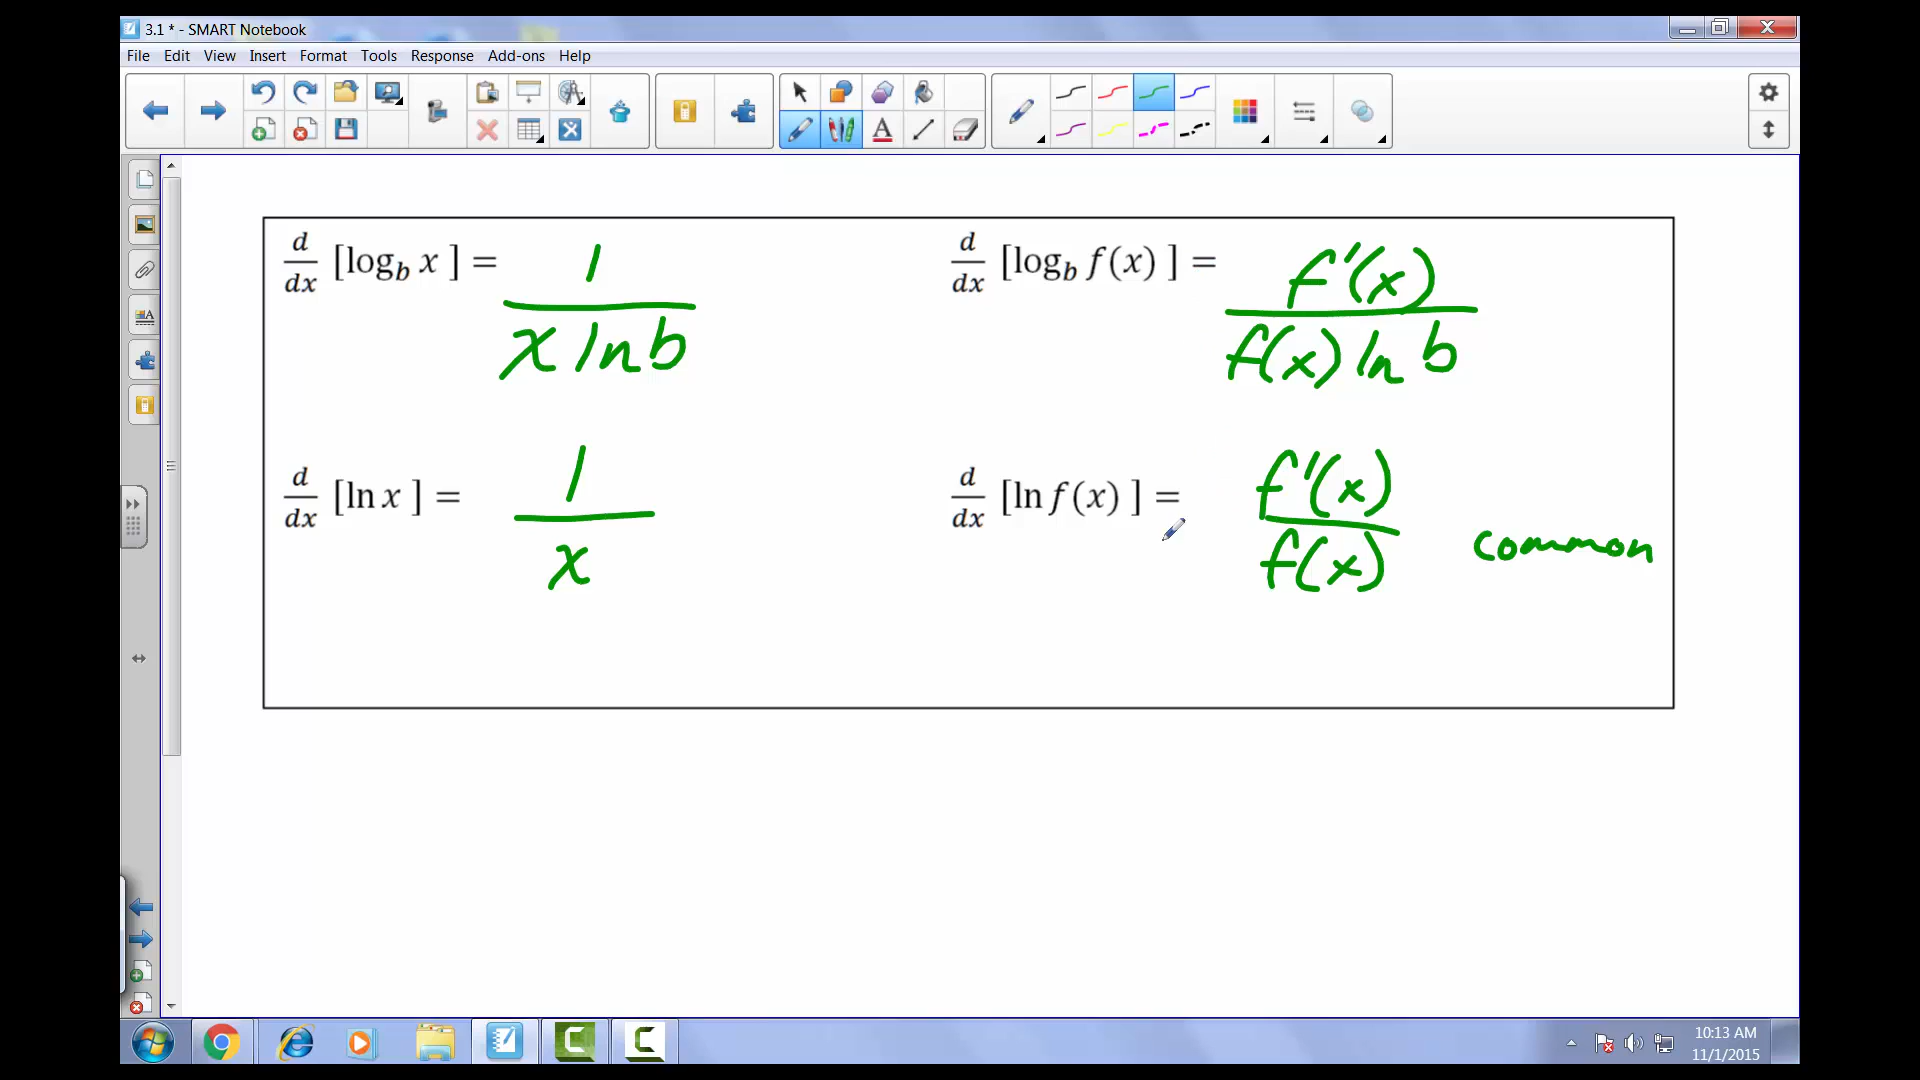 3.1 * - SMART Notebook
File Edit View Insert Format Tools Response Add-ons Help
d/dx [log_b x ] = 1/(x ln b)
d/dx [log_b f(x) ] = f'(x)/(f(x) ln b)
d/dx [ln x ] = 1/x
d/dx [ln f(x) ] = f'(x)/f(x) common
10:13 AM
11/1/2015